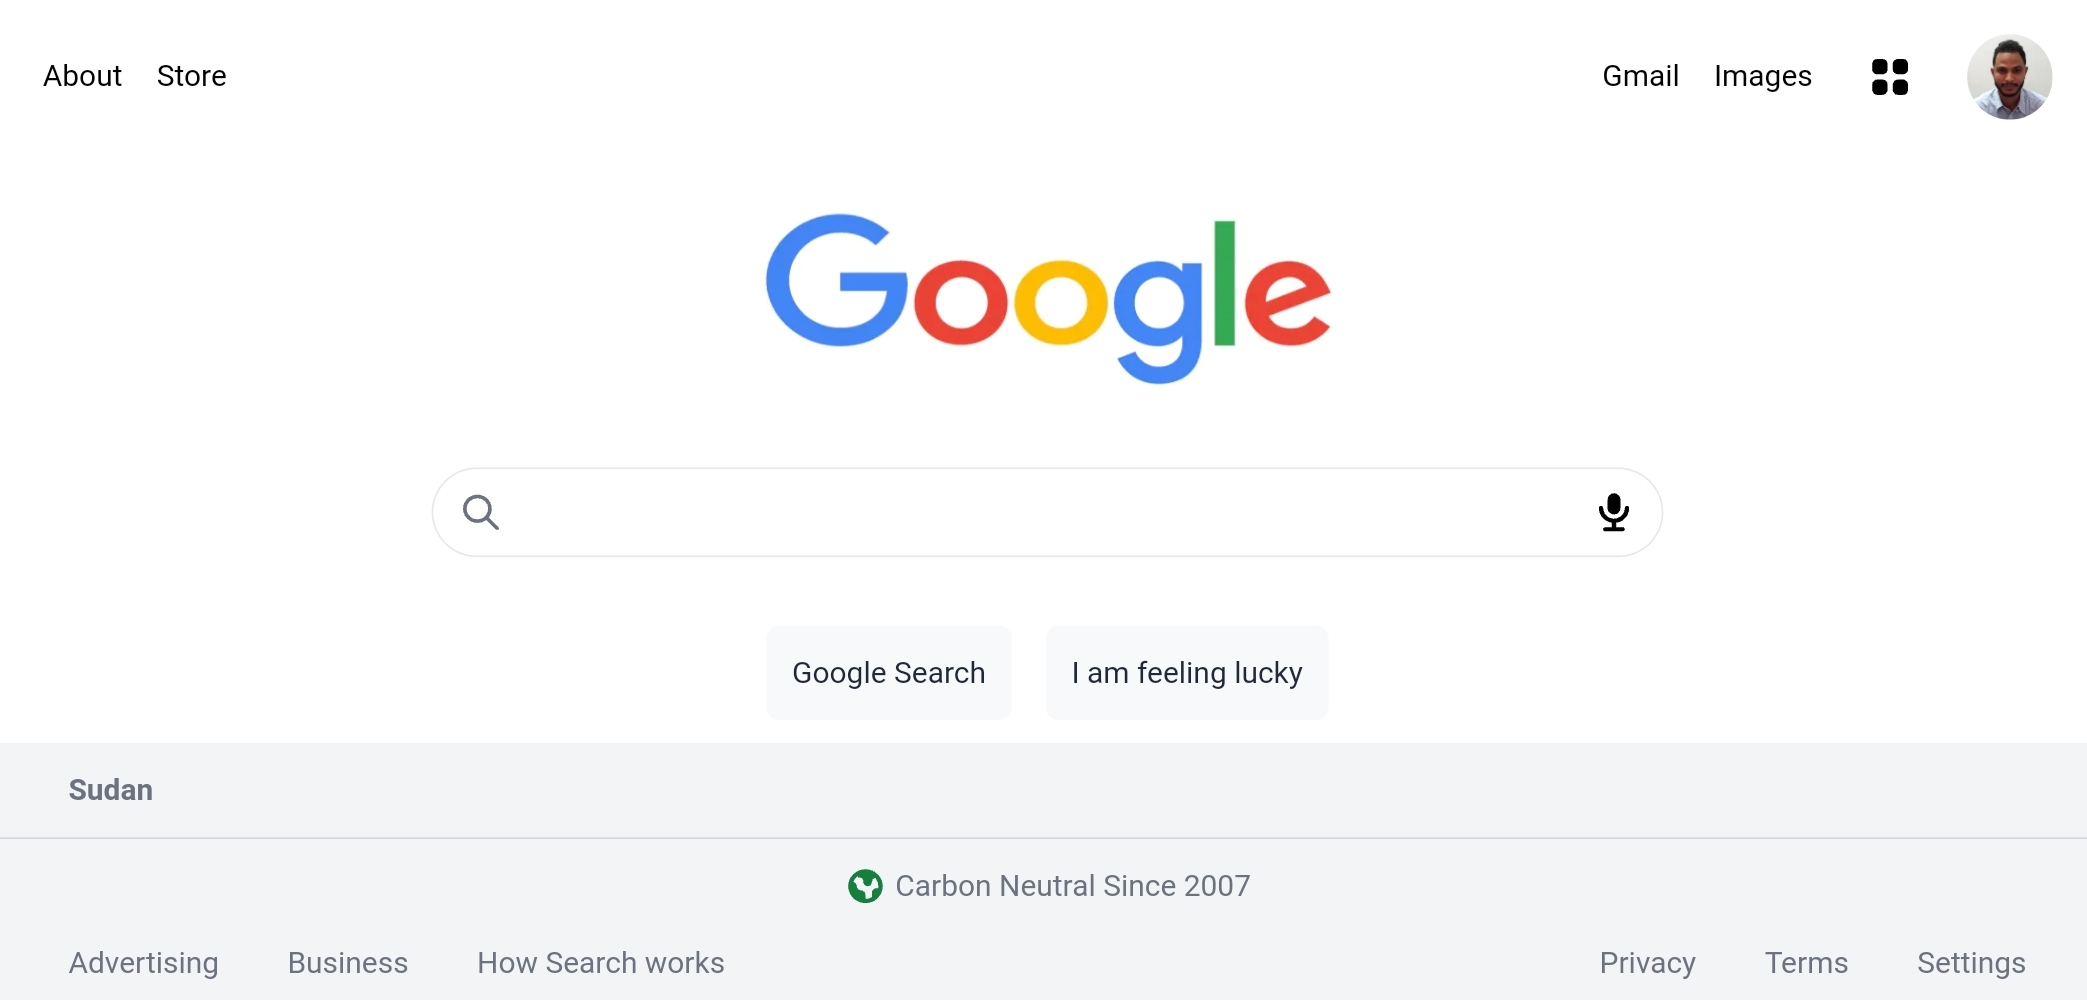 About Store Gmail Images
Google
Google Search I am feeling lucky
Sudan
Carbon Neutral Since 2007
Advertising Business How Search works Privacy Terms Settings